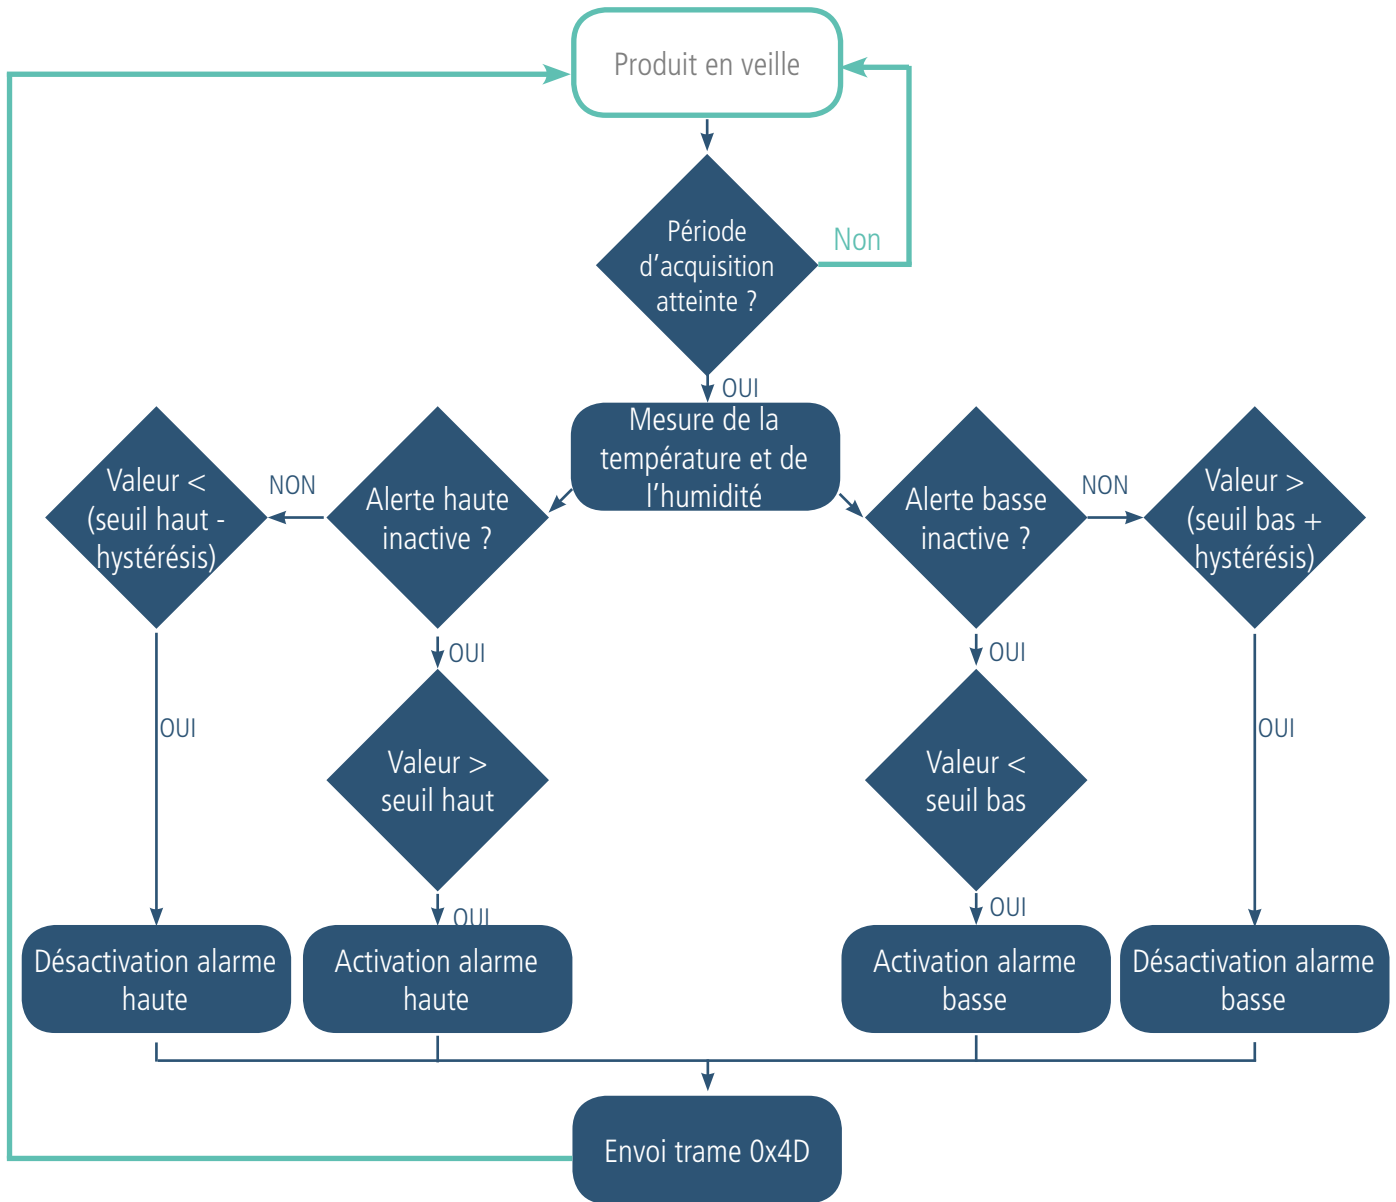 Produit en veille
Période
d’acquisition
atteinte ?
Non
OUI
Mesure de la
température et de
l’humidité
Valeur <
(seuil haut -
hystérésis)
NON
Alerte haute
inactive ?
Alerte basse
inactive ?
NON
Valeur >
(seuil bas +
hystérésis)
OUI
OUI
OUI
Valeur >
seuil haut
Valeur <
seuil bas
OUI
OUI
OUI
Désactivation alarme
haute
Activation alarme
haute
Activation alarme
basse
Désactivation alarme
basse
Envoi trame 0x4D